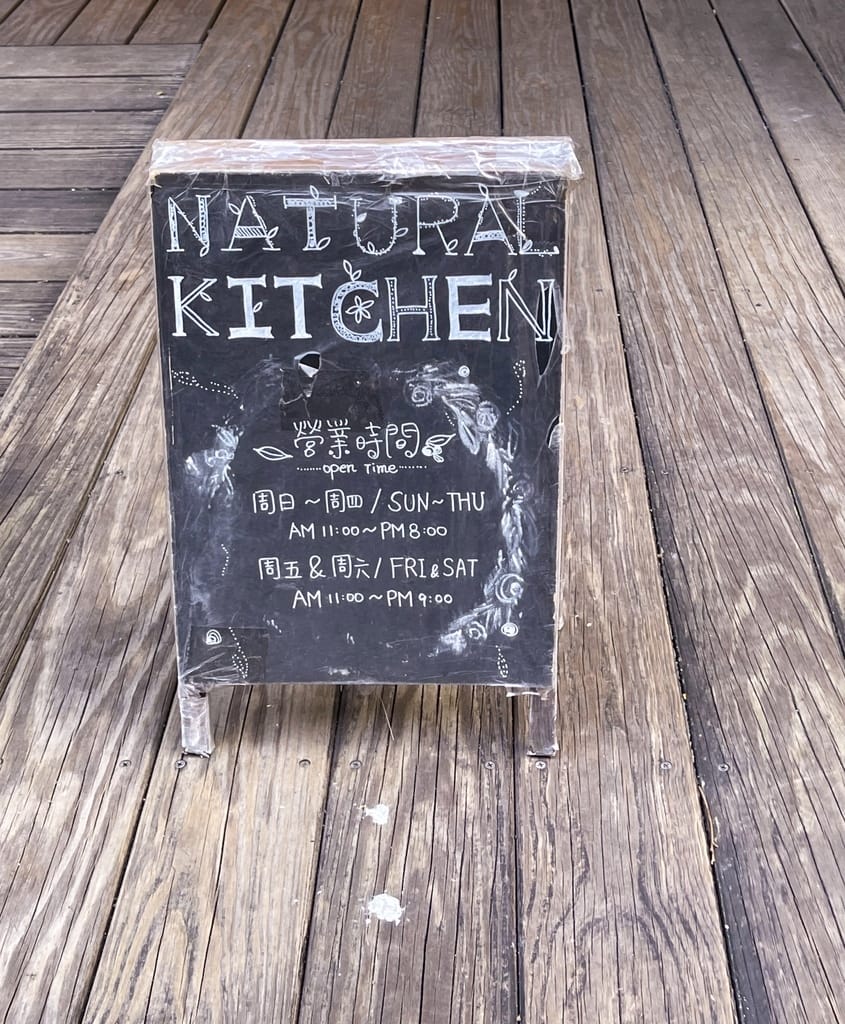 NATURAL
KITCHEN
營業時間
open Time
周日~周四/SUN~THU
AM 11:00~PM 8:00
周五&周六/FRI&SAT
AM 11:00~PM 9:00